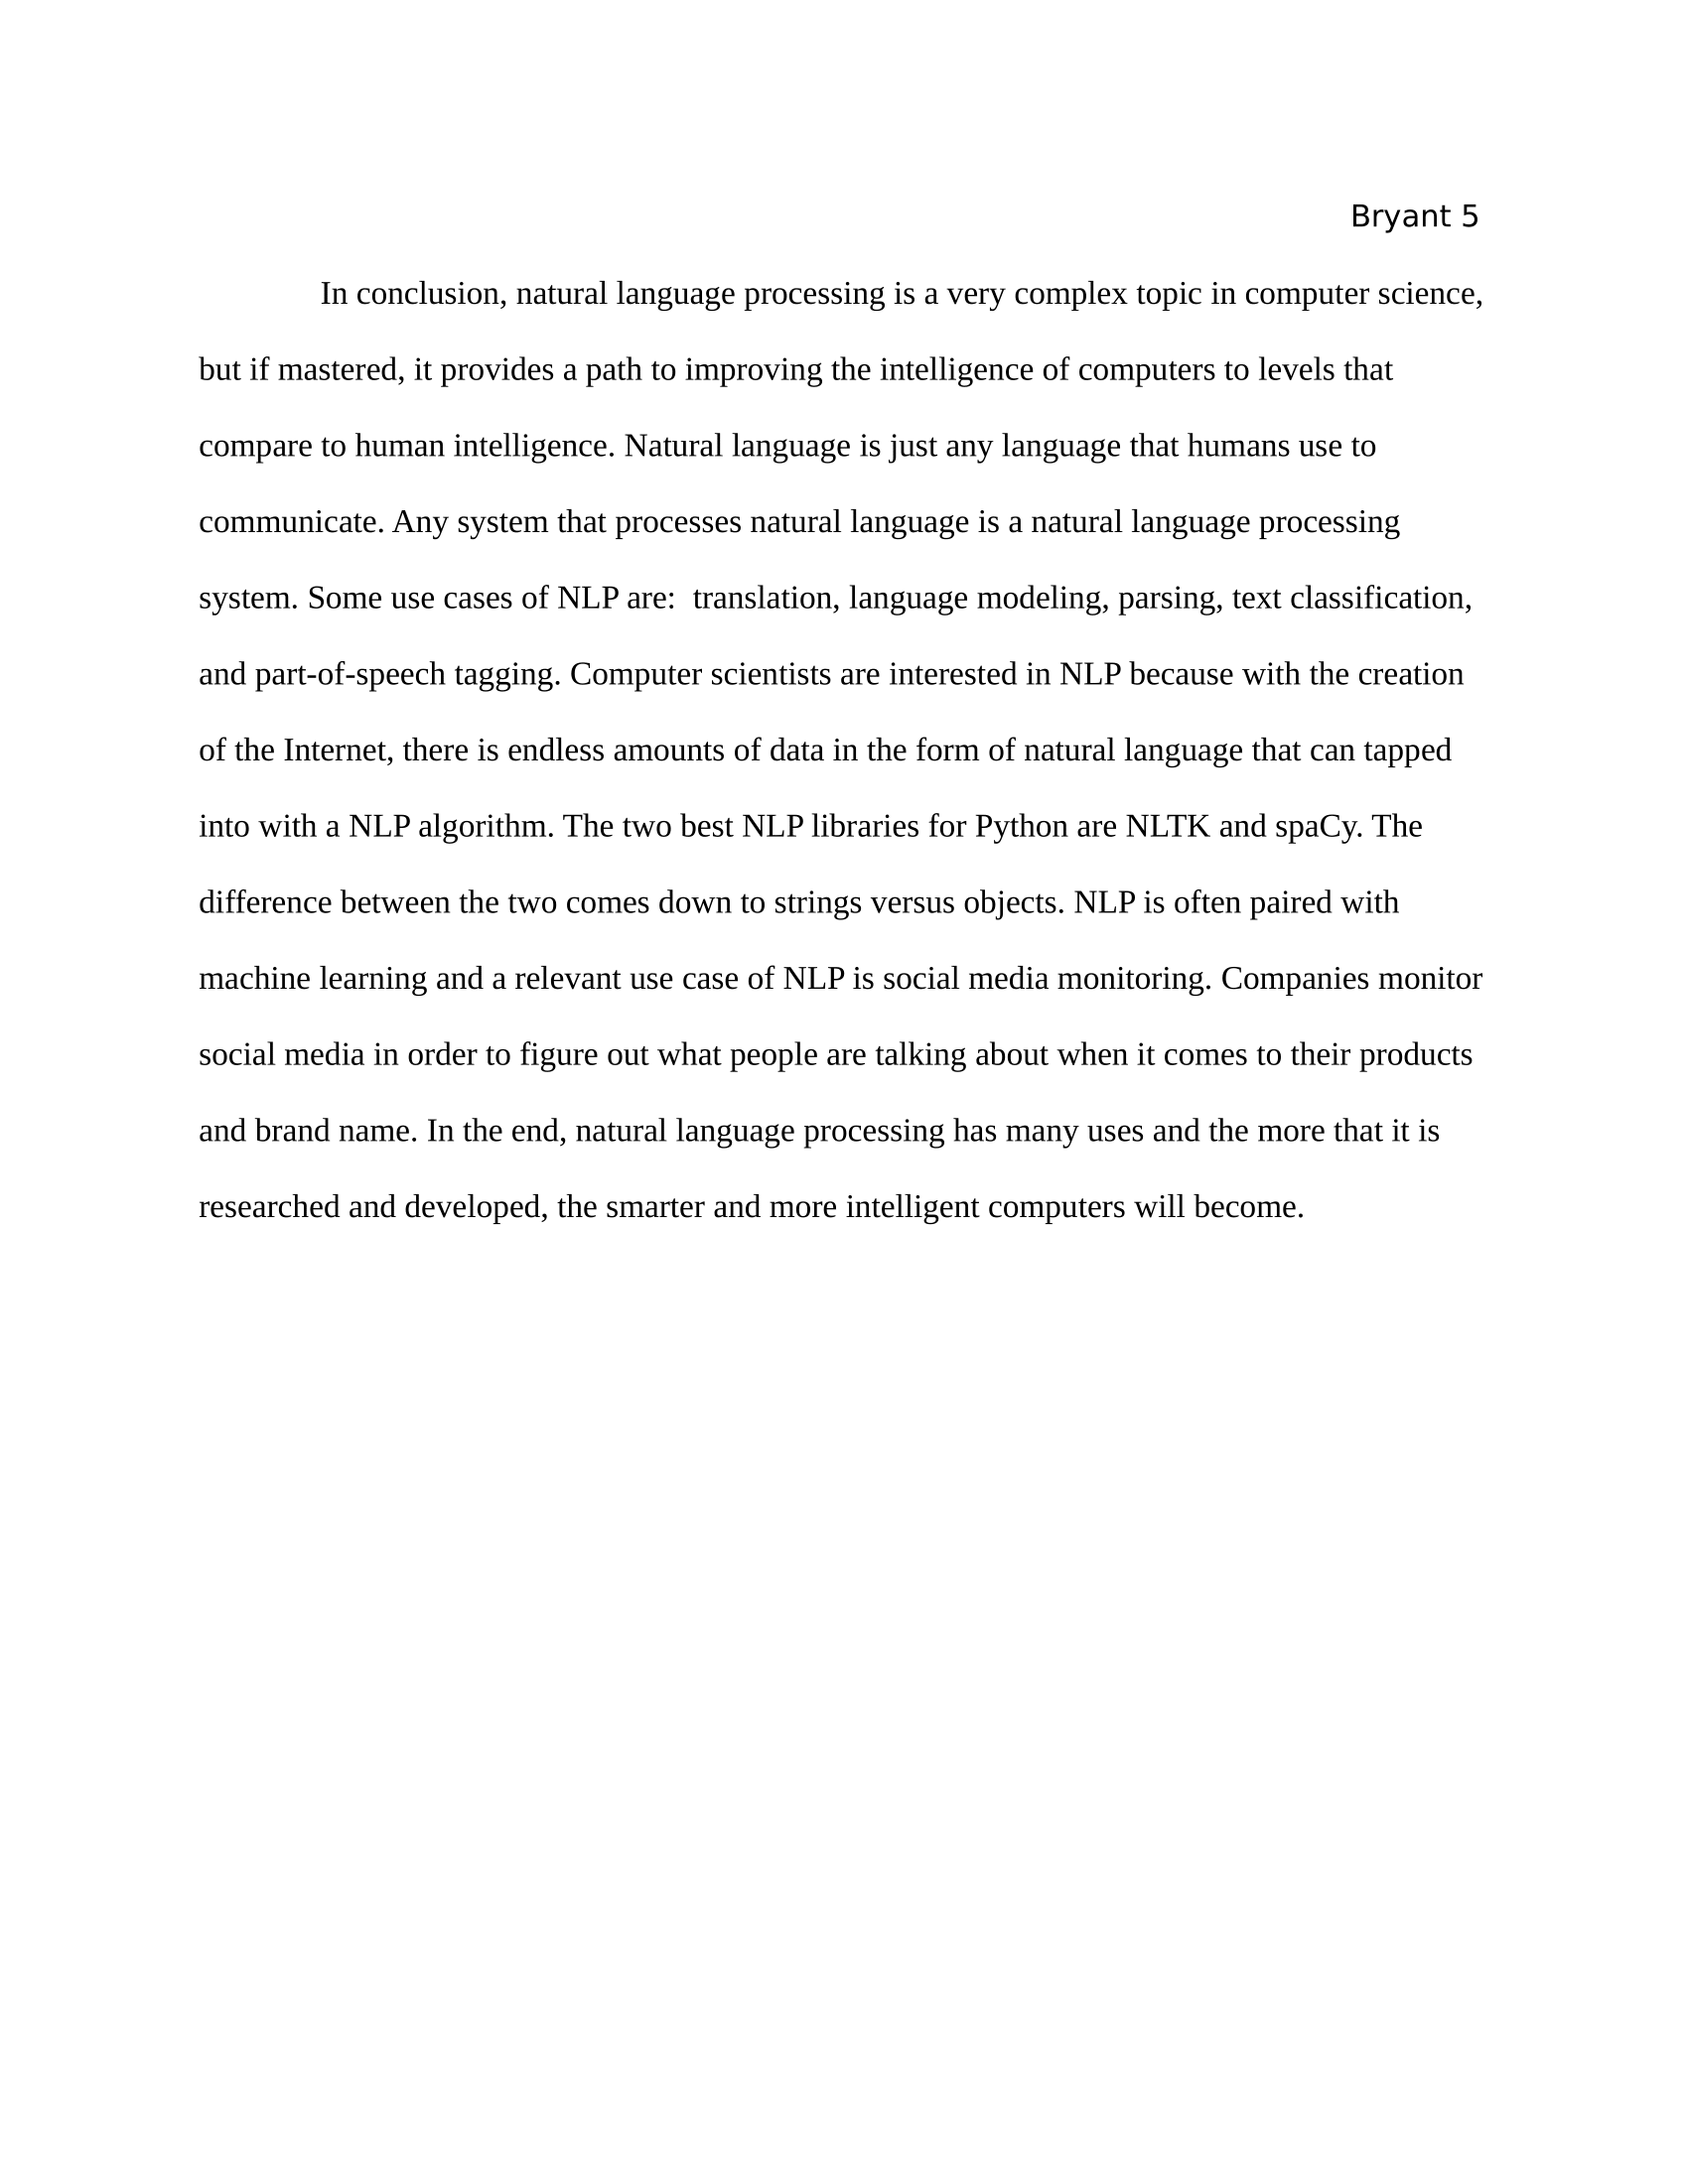 Bryant 5
In conclusion, natural language processing is a very complex topic in computer science,
but if mastered, it provides a path to improving the intelligence of computers to levels that
compare to human intelligence. Natural language is just any language that humans use to
communicate. Any system that processes natural language is a natural language processing
system. Some use cases of NLP are:  translation, language modeling, parsing, text classification,
and part-of-speech tagging. Computer scientists are interested in NLP because with the creation
of the Internet, there is endless amounts of data in the form of natural language that can tapped
into with a NLP algorithm. The two best NLP libraries for Python are NLTK and spaCy. The
difference between the two comes down to strings versus objects. NLP is often paired with
machine learning and a relevant use case of NLP is social media monitoring. Companies monitor
social media in order to figure out what people are talking about when it comes to their products
and brand name. In the end, natural language processing has many uses and the more that it is
researched and developed, the smarter and more intelligent computers will become.